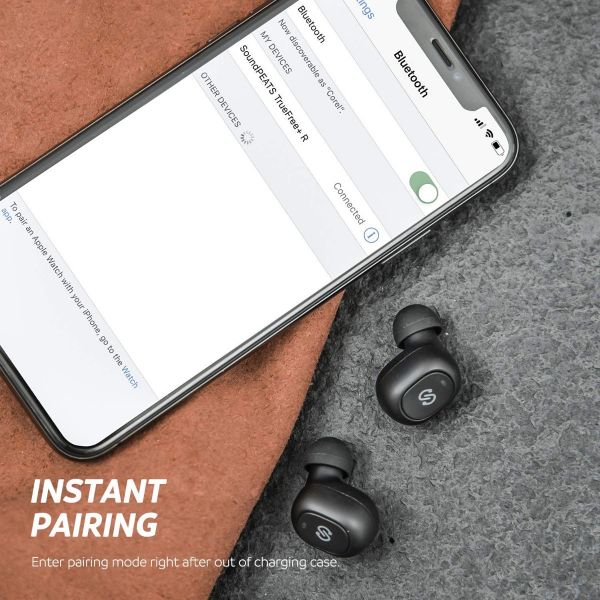 ttings
Bluetooth
Bluetooth
Now discoverable as "Corel".
MY DEVICES
SoundPEATS TrueFree+ R
Connected
OTHER DEVICES
To pair an Apple Watch with your iPhone, go to the Watch
app.
INSTANT
PAIRING
Enter pairing mode right after out of charging case.